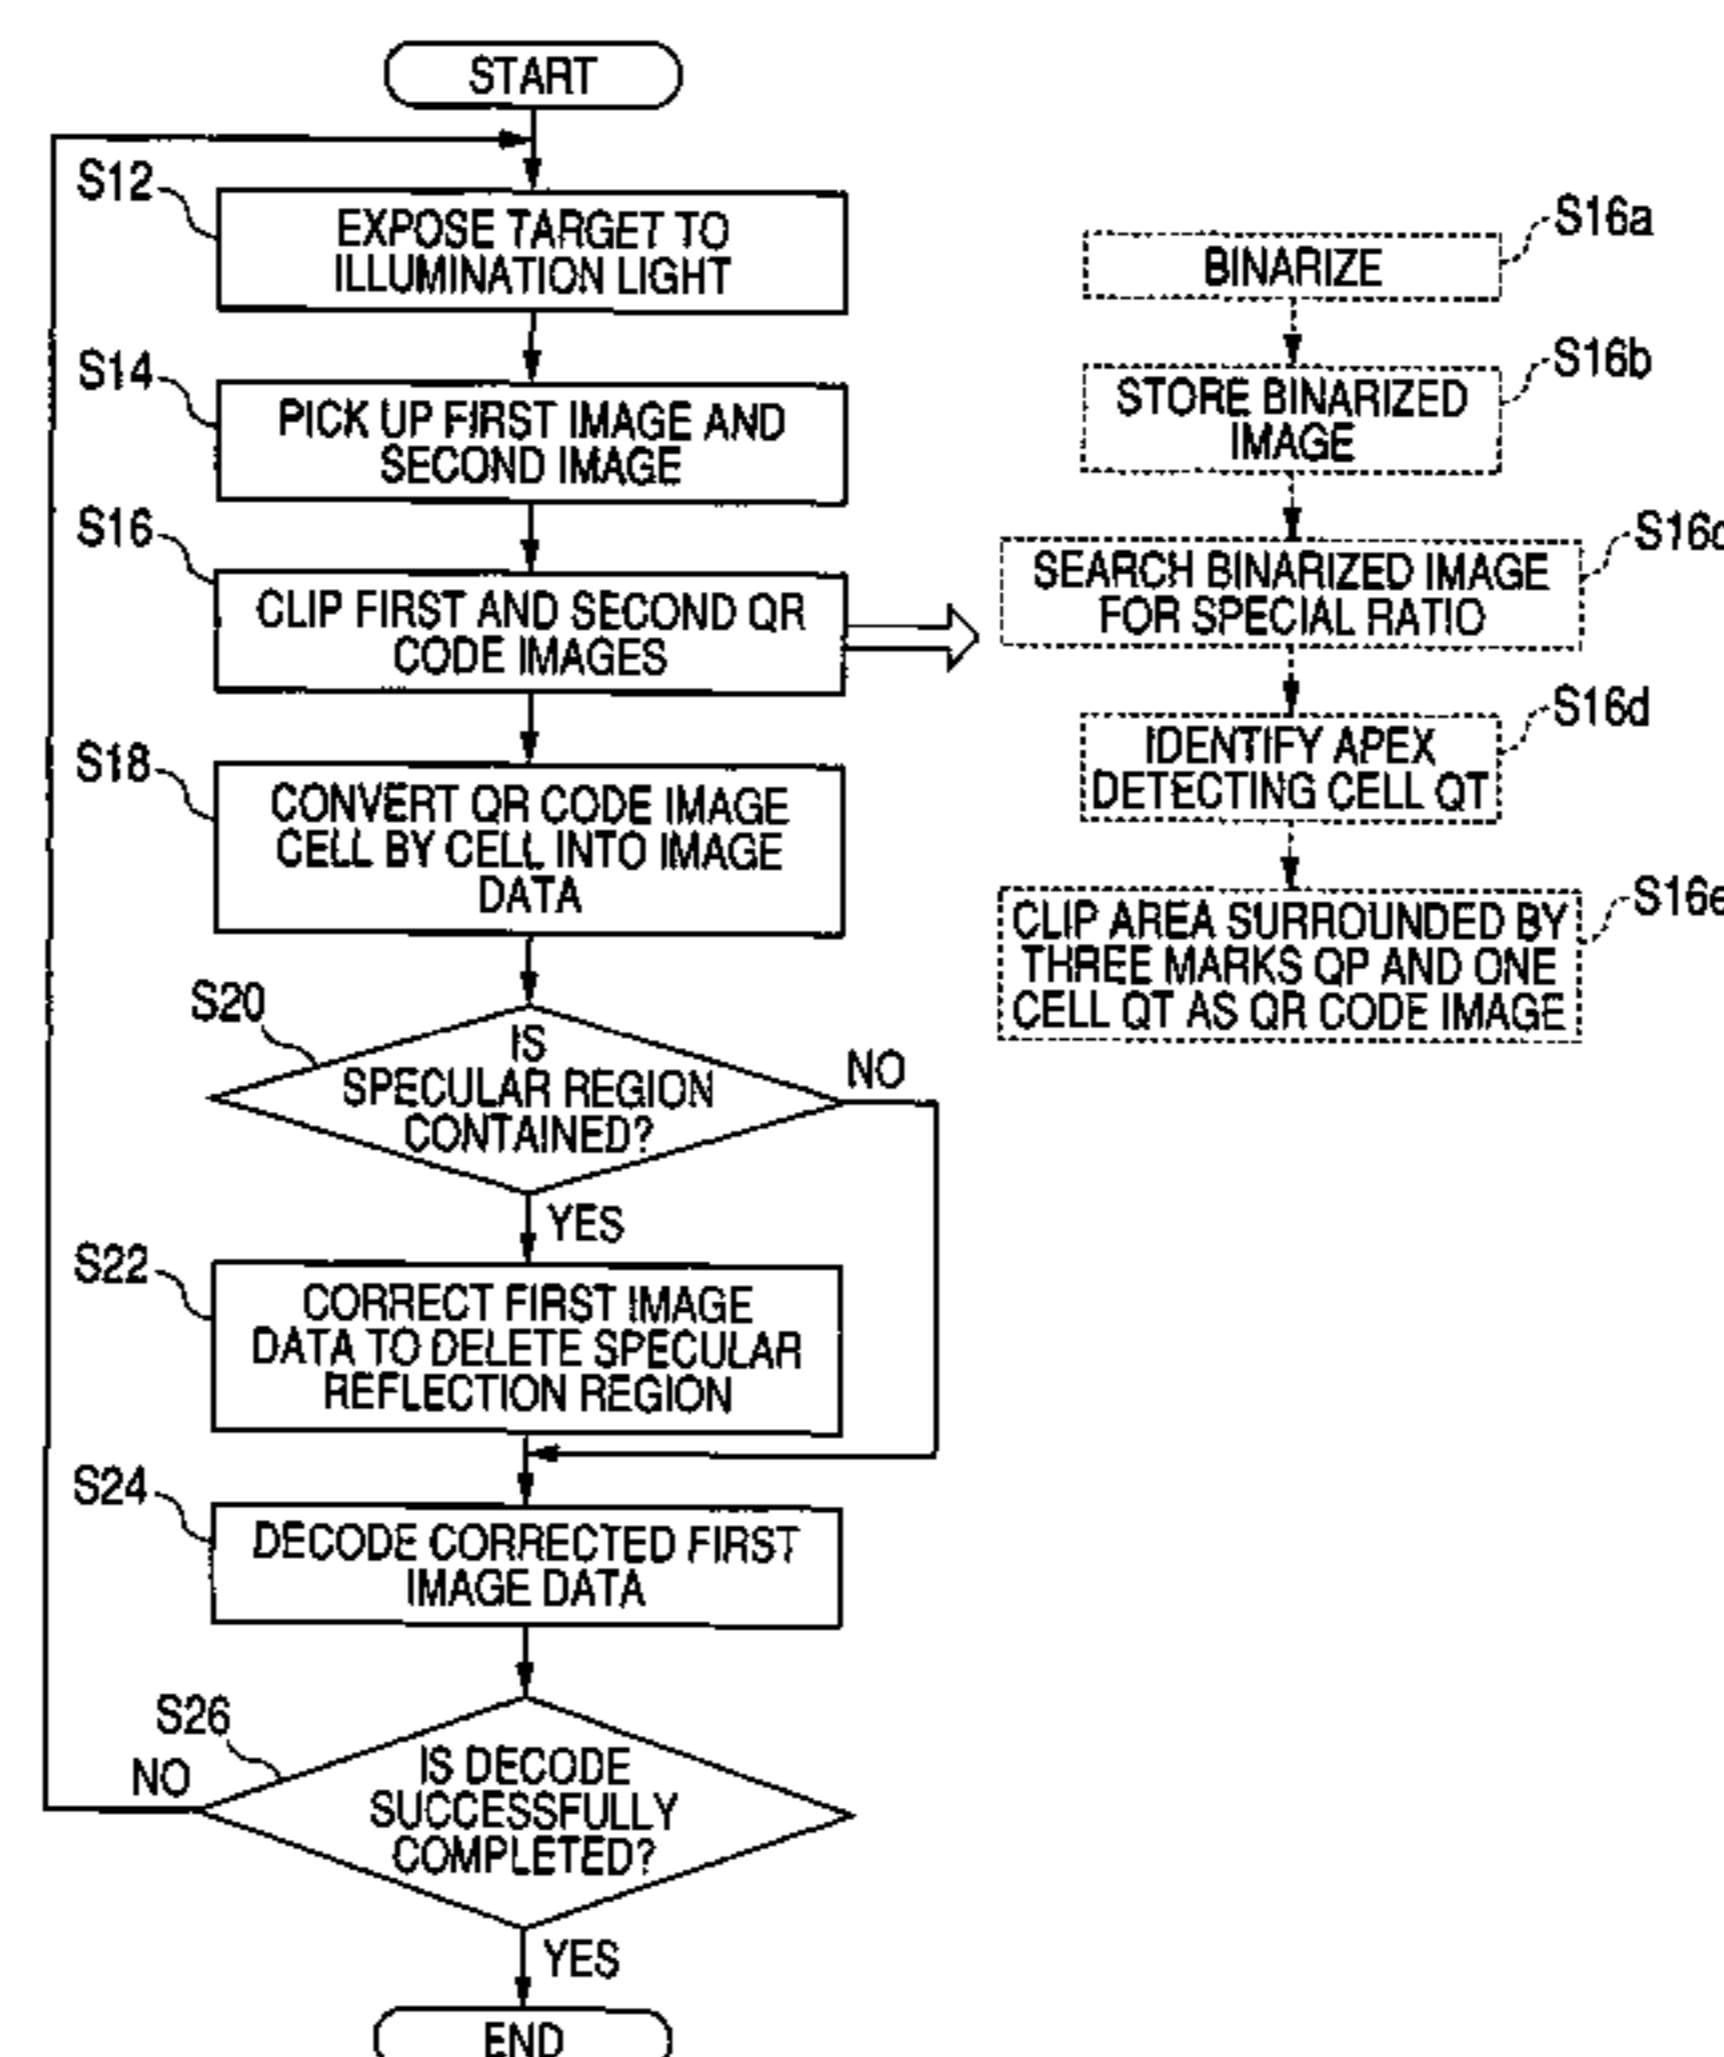 START
S12
EXPOSE TARGET TO
ILLUMINATION LIGHT
S14
PICK UP FIRST IMAGE AND
SECOND IMAGE
S16
CLIP FIRST AND SECOND QR
CODE IMAGES
S18
CONVERT QR CODE IMAGE
CELL BY CELL INTO IMAGE
DATA
S20
IS
SPECULAR REGION
CONTAINED?
NO
YES
S22
CORRECT FIRST IMAGE
DATA TO DELETE SPECULAR
REFLECTION REGION
S24
DECODE CORRECTED FIRST
IMAGE DATA
S26
NO
IS DECODE
SUCCESSFULLY
COMPLETED?
YES
END
S16a
BINARIZE
S16b
STORE BINARIZED
IMAGE
S16c
SEARCH BINARIZED IMAGE
FOR SPECIAL RATIO
S16d
IDENTIFY APEX
DETECTING CELL QT
S16e
CLIP AREA SURROUNDED BY
THREE MARKS QP AND ONE
CELL QT AS QR CODE IMAGE